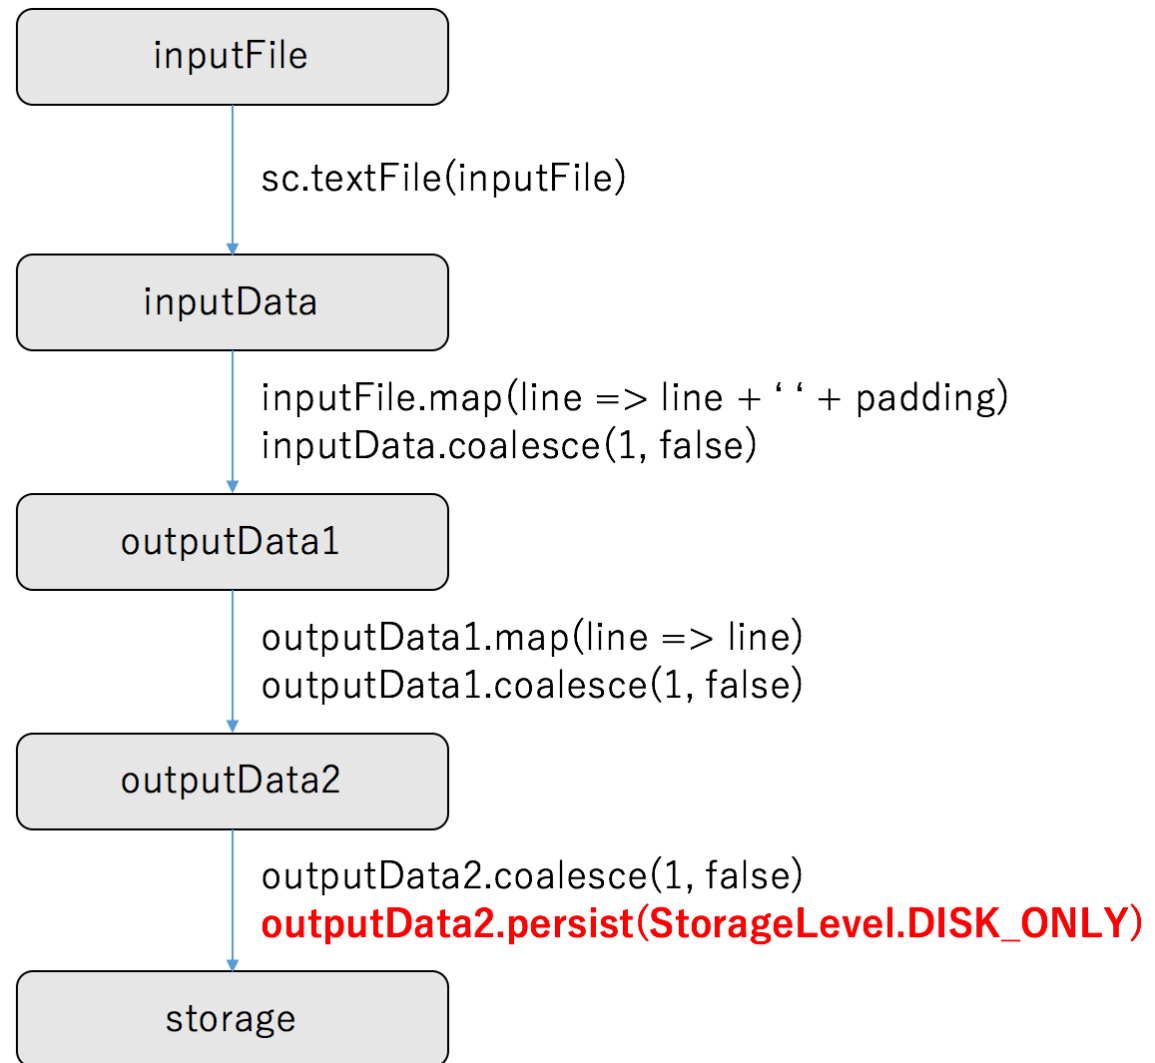 inputFile
sc.textFile(inputFile)
inputData
inputFile.map(line => line + ‘ ‘ + padding)
inputData.coalesce(1, false)
outputData1
outputData1.map(line => line)
outputData1.coalesce(1, false)
outputData2
outputData2.coalesce(1, false)
outputData2.persist(StorageLevel.DISK_ONLY)
storage